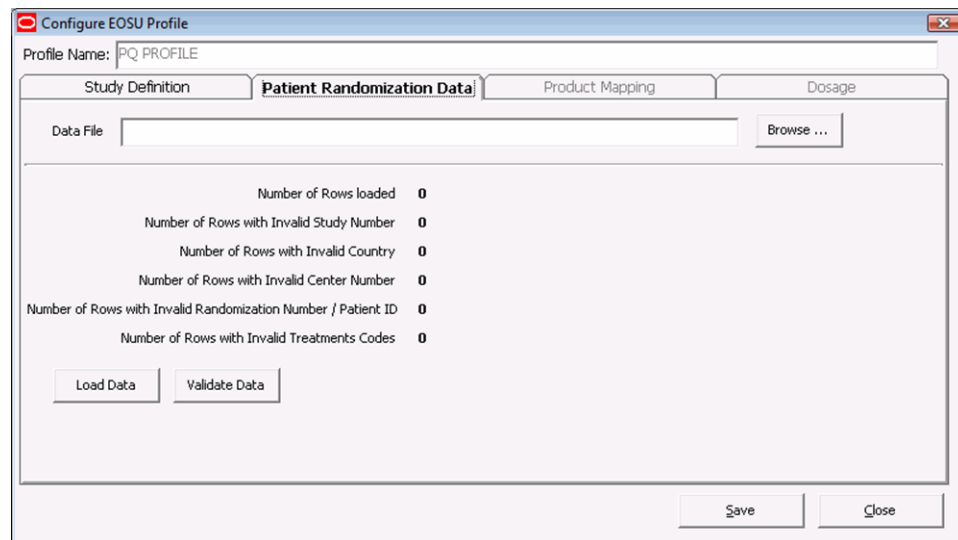 Configure EOSU Profile
Profile Name: PQ PROFILE
Study Definition Patient Randomization Data Product Mapping Dosage
Data File Browse ...
Number of Rows loaded 0
Number of Rows with Invalid Study Number 0
Number of Rows with Invalid Country 0
Number of Rows with Invalid Center Number 0
Number of Rows with Invalid Randomization Number / Patient ID 0
Number of Rows with Invalid Treatments Codes 0
Load Data Validate Data
Save Close